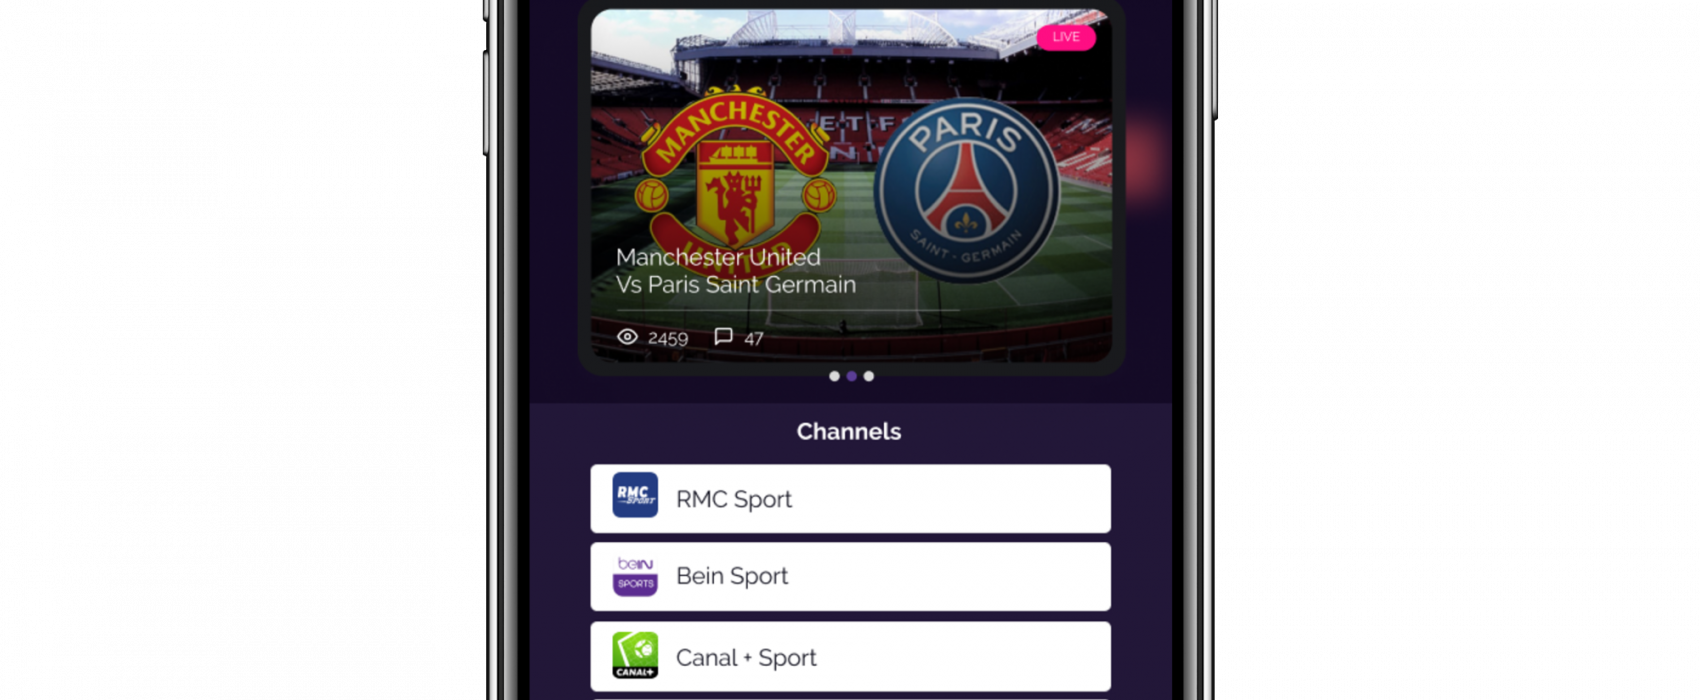 LIVE
MANCHESTER
UNITED
PARIS
SAINT-GERMAIN
Manchester United
Vs Paris Saint Germain
2459 47
Channels
RMC SPORT
RMC Sport
beIN
SPORTS
Bein Sport
CANAL+
Canal + Sport